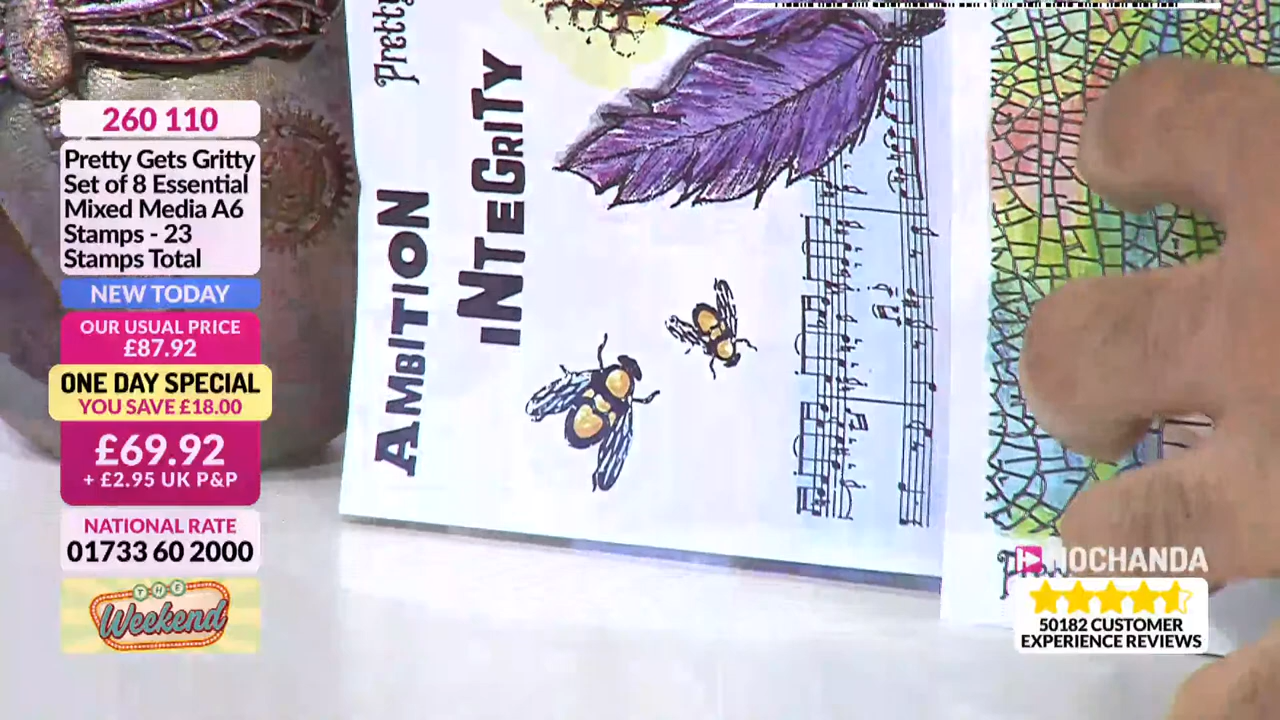 260 110
Pretty Gets Gritty
Set of 8 Essential
Mixed Media A6
Stamps - 23
Stamps Total
NEW TODAY
OUR USUAL PRICE
£87.92
ONE DAY SPECIAL
YOU SAVE £18.00
£69.92
+ £2.95 UK P&P
NATIONAL RATE
01733 60 2000
THE
Weekend
Pretty
AMBITION
INTEGRITY
HOCHANDA
50182 CUSTOMER
EXPERIENCE REVIEWS